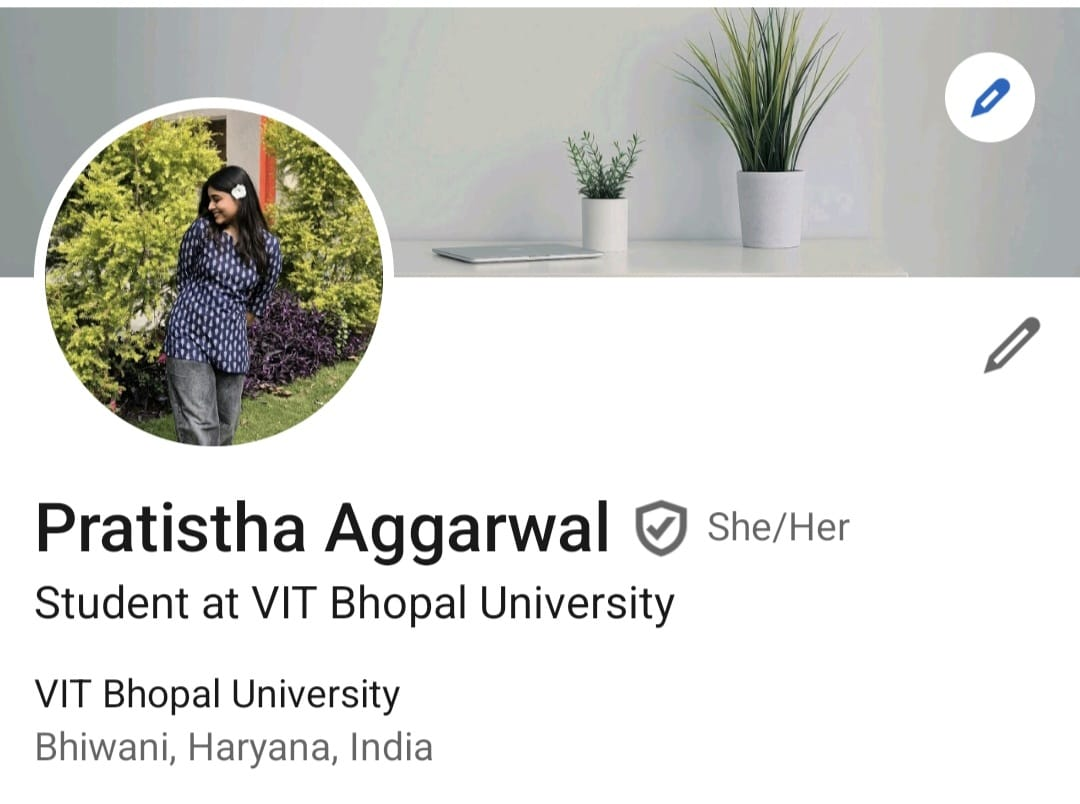 Pratistha Aggarwal She/Her
Student at VIT Bhopal University
VIT Bhopal University
Bhiwani, Haryana, India